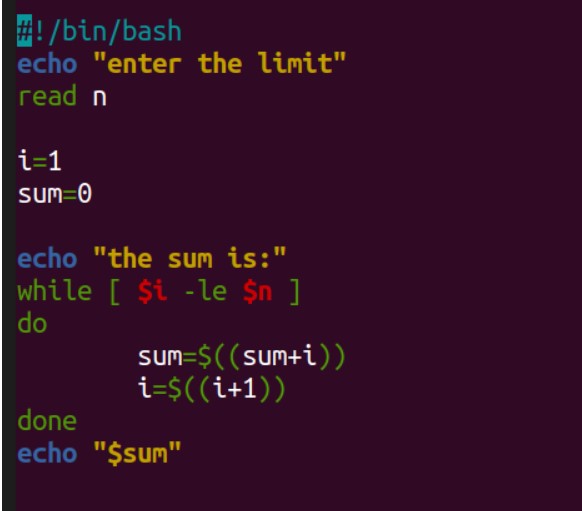 #!/bin/bash
echo "enter the limit"
read n
i=1
sum=0
echo "the sum is:"
while [ $i -le $n ]
do
sum=$((sum+i))
i=$((i+1))
done
echo "$sum"